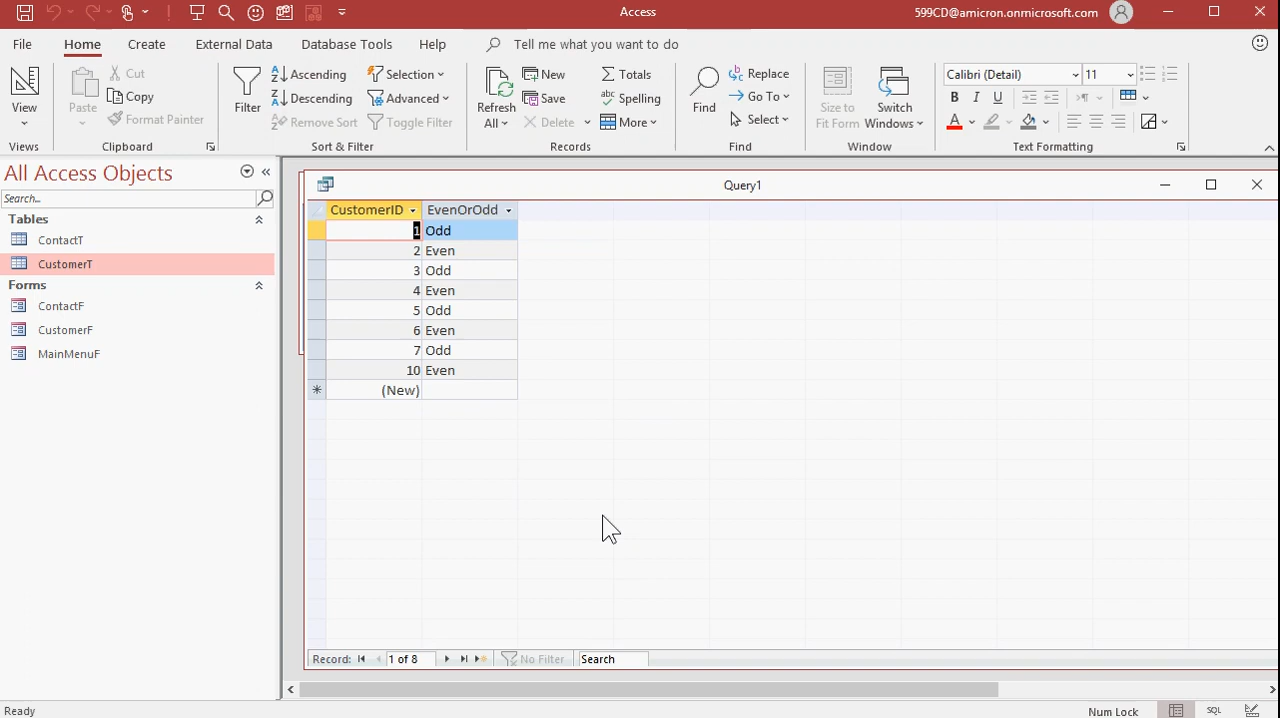 Access
599CD@amicron.onmicrosoft.com
File Home Create External Data Database Tools Help Tell me what you want to do
View
Views
Paste
Cut
Copy
Format Painter
Clipboard
Filter
Ascending
Descending
Remove Sort
Selection
Advanced
Toggle Filter
Sort & Filter
Refresh
All
New
Save
Delete
Totals
Spelling
More
Records
Find
Replace
Go To
Select
Find
Size to
Fit Form
Switch
Windows
Window
Calibri (Detail) 11
B I U
A
Text Formatting
All Access Objects
Search...
Tables
ContactT
CustomerT
Forms
ContactF
CustomerF
MainMenuF
Query1
CustomerID EvenOrOdd
1 Odd
2 Even
3 Odd
4 Even
5 Odd
6 Even
7 Odd
10 Even
* (New)
Record: 1 of 8 No Filter Search
Ready
Num Lock
SQL